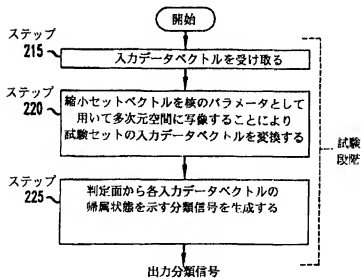 開始
ステップ
215
入力データベクトルを受け取る
ステップ
220
縮小セットベクトルを核のパラメータとして
用いて多次元空間に写像することにより
試験セットの入力データベクトルを変換する
試験
段階
ステップ
225
判定面から各入力データベクトルの
帰属状態を示す分類信号を生成する
出力分類信号